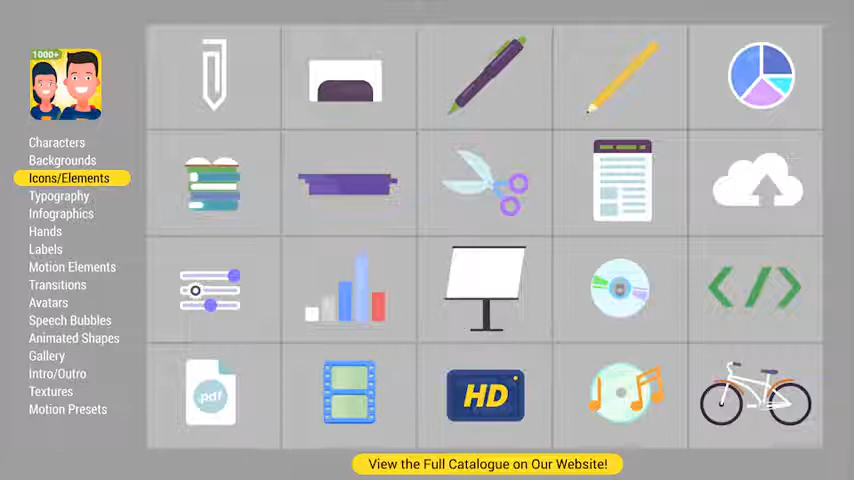 1000+
Characters
Backgrounds
Icons/Elements
Typography
Infographics
Hands
Labels
Motion Elements
Transitions
Avatars
Speech Bubbles
Animated Shapes
Gallery
Intro/Outro
Textures
Motion Presets
</>
.pdf
HD
View the Full Catalogue on Our Website!